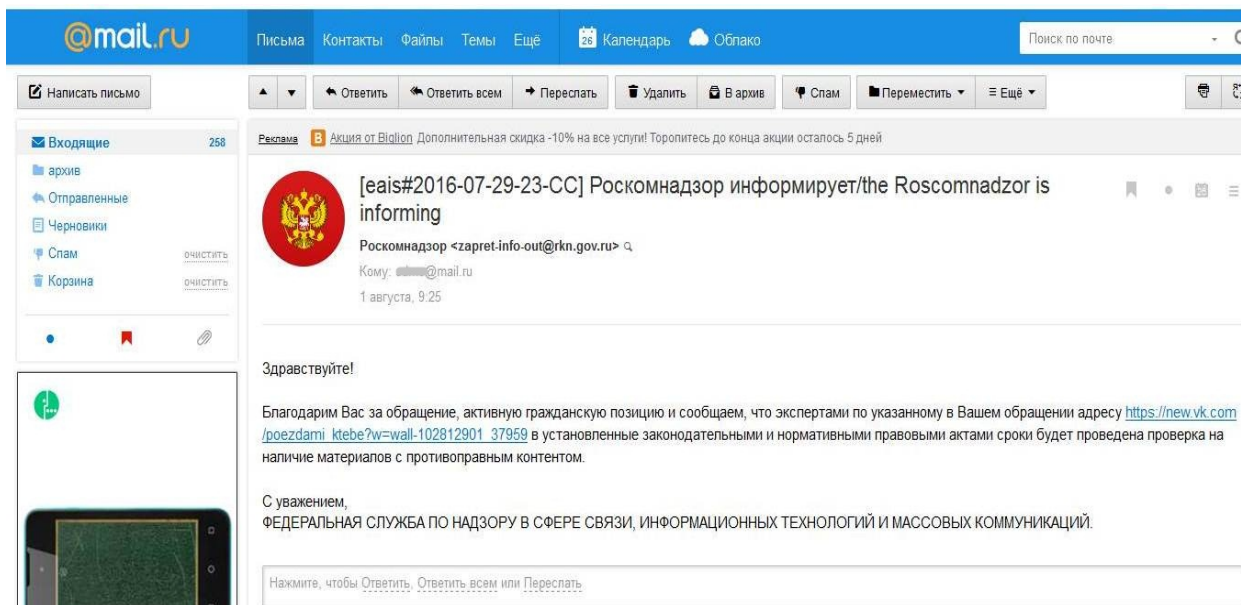 @mail.ru
Письма Контакты Файлы Темы Ещё 26 Календарь Облако
Поиск по почте
Написать письмо
Ответить Ответить всем Переслать Удалить В архив Спам Переместить Ещё
Входящие 258
архив
Отправленные
Черновики
Спам очистить
Корзина очистить
Реклама B Акция от Biglion Дополнительная скидка -10% на все услуги! Торопитесь до конца акции осталось 5 дней
[eais#2016-07-29-23-CC] Роскомнадзор информирует/the Roscomnadzor is
informing
Роскомнадзор <zapret-info-out@rkn.gov.ru>
Кому: @mail.ru
1 августа, 9:25
Здравствуйте!
Благодарим Вас за обращение, активную гражданскую позицию и сообщаем, что экспертами по указанному в Вашем обращении адресу https://new.vk.com
/poezdami_ktebe?w=wall-102812901_37959 в установленные законодательными и нормативными правовыми актами сроки будет проведена проверка на
наличие материалов с противоправным контентом.
С уважением,
ФЕДЕРАЛЬНАЯ СЛУЖБА ПО НАДЗОРУ В СФЕРЕ СВЯЗИ, ИНФОРМАЦИОННЫХ ТЕХНОЛОГИЙ И МАССОВЫХ КОММУНИКАЦИЙ.
Нажмите, чтобы Ответить, Ответить всем или Переслать